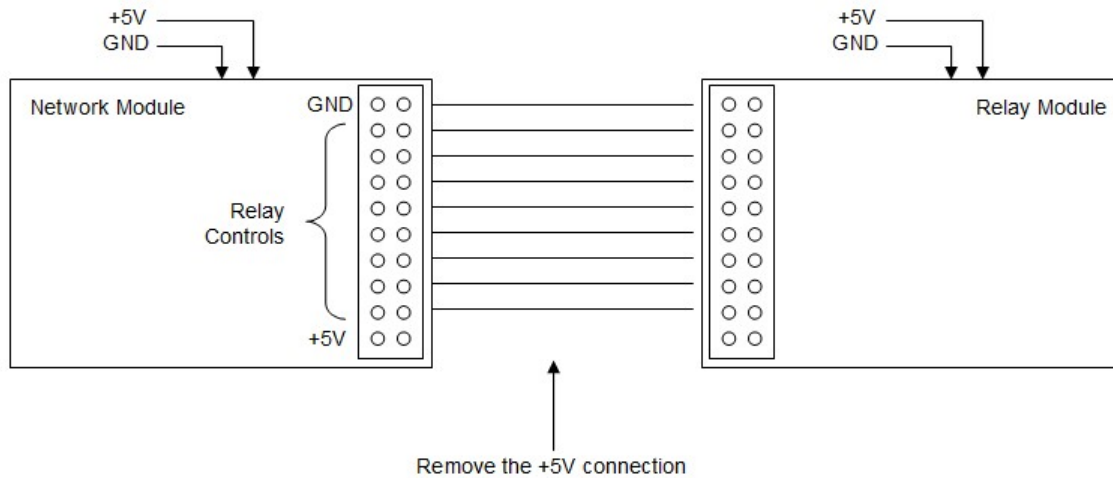 +5V
GND
+5V
GND
Network Module
GND
Relay Module
Relay
Controls
+5V
Remove the +5V connection